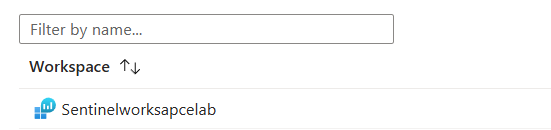 Filter by name...
Workspace ↑↓
Sentinelworksapcelab